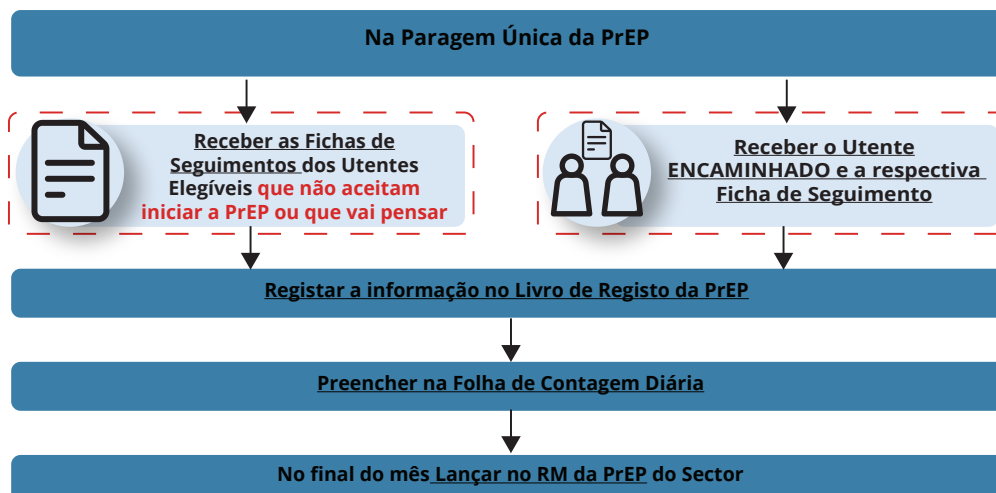 Na Paragem Única da PrEP
Receber as Fichas de
Seguimentos dos Utentes
Elegíveis que não aceitam
iniciar a PrEP ou que vai pensar
Receber o Utente
ENCAMINHADO e a respectiva
Ficha de Seguimento
Registar a informação no Livro de Registo da PrEP
Preencher na Folha de Contagem Diária
No final do mês Lançar no RM da PrEP do Sector